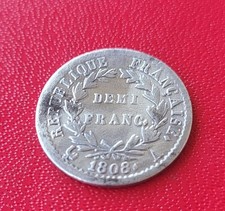 REPUBLIQUE FRANÇAISE.
DEMI
FRANC.
1808.
A